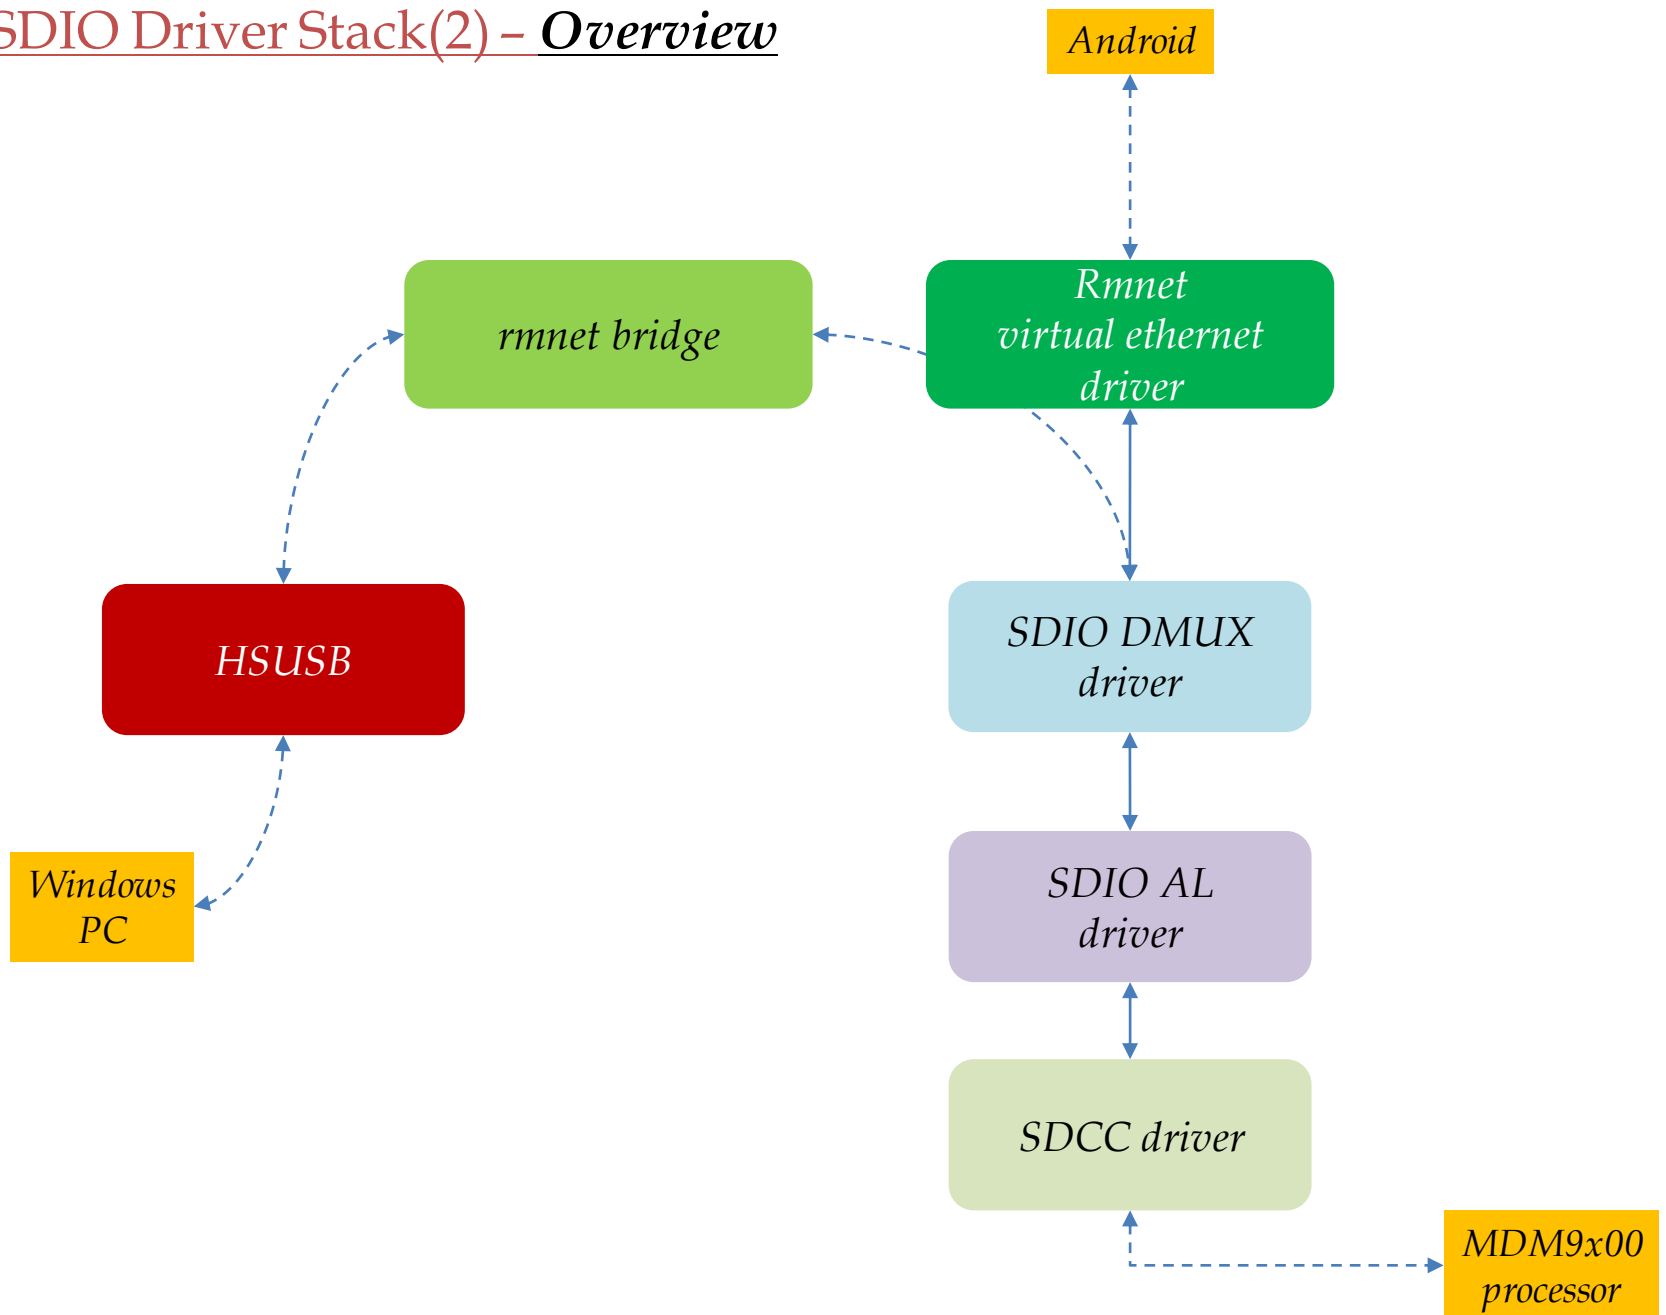 SDIO Driver Stack(2) – Overview
Android
Rmnet
virtual ethernet
driver
rmnet bridge
HSUSB
SDIO DMUX
driver
Windows
PC
SDIO AL
driver
SDCC driver
MDM9x00
processor